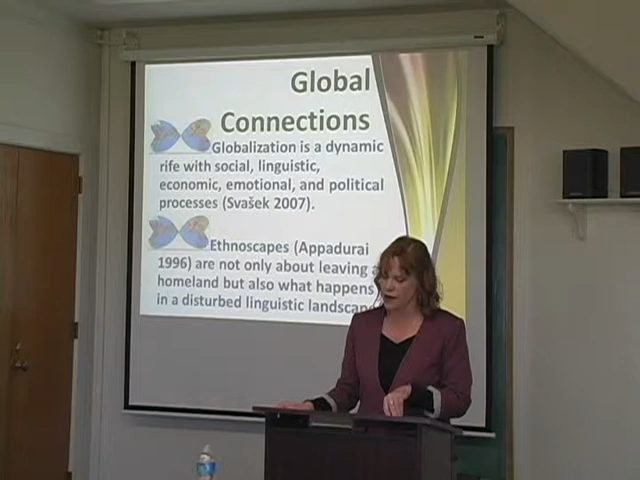 Global
Connections
Globalization is a dynamic
rife with social, linguistic,
economic, emotional, and political
processes (Svašek 2007).
Ethnoscapes (Appadurai
1996) are not only about leaving a
homeland but also what happens
in a disturbed linguistic